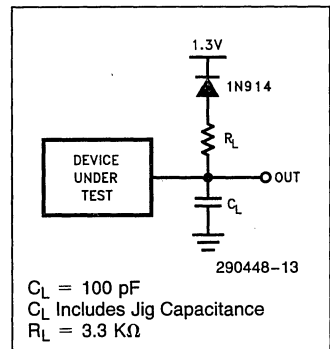 1.3V
1N914
R_L
DEVICE
UNDER
TEST
OUT
C_L
290448-13
C_L = 100 pF
C_L Includes Jig Capacitance
R_L = 3.3 KΩ